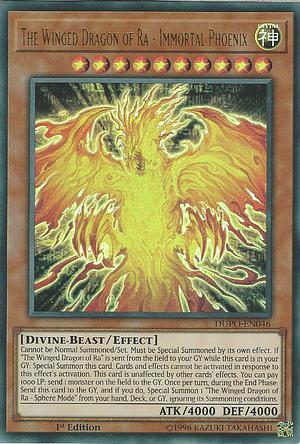 THE WINGED DRAGON OF RA - IMMORTAL PHOENIX
DIVINE
神
DUPO-EN046
[DIVINE-BEAST/EFFECT]
Cannot be Normal Summoned/Set. Must be Special Summoned by its own effect. If
"The Winged Dragon of Ra" is sent from the field to your GY while this card is in your
GY: Special Summon this card. Cards and effects cannot be activated in response to
this effect's activation. This card is unaffected by other cards' effects. You can pay
1000 LP; send 1 monster on the field to the GY. Once per turn, during the End Phase:
Send this card to the GY, and if you do, Special Summon 1 "The Winged Dragon of
Ra - Sphere Mode" from your hand, Deck, or GY, ignoring its Summoning conditions.
ATK/4000 DEF/4000
1st Edition
©1996 KAZUKI TAKAHASHI